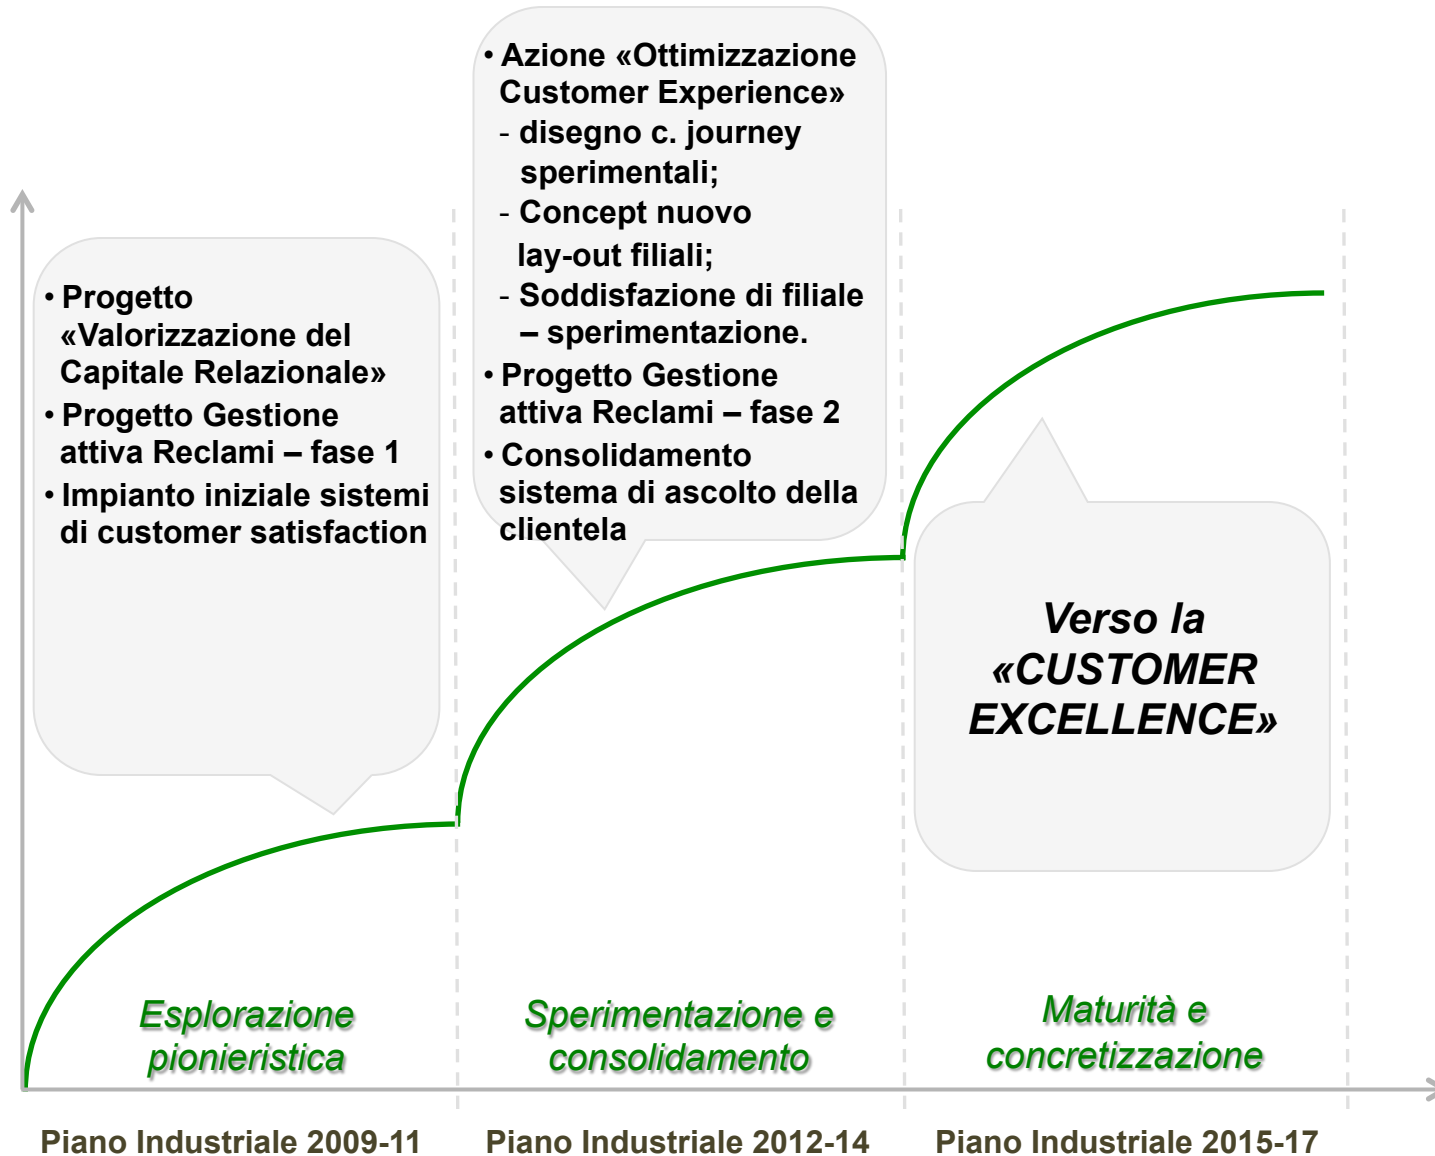 • Progetto
«Valorizzazione del
Capitale Relazionale»
• Progetto Gestione
attiva Reclami – fase 1
• Impianto iniziale sistemi
di customer satisfaction
• Azione «Ottimizzazione
Customer Experience»
- disegno c. journey
sperimentali;
- Concept nuovo
lay-out filiali;
- Soddisfazione di filiale
– sperimentazione.
• Progetto Gestione
attiva Reclami – fase 2
• Consolidamento
sistema di ascolto della
clientela
Verso la
«CUSTOMER
EXCELLENCE»
Esplorazione
pionieristica
Sperimentazione e
consolidamento
Maturità e
concretizzazione
Piano Industriale 2009-11
Piano Industriale 2012-14
Piano Industriale 2015-17